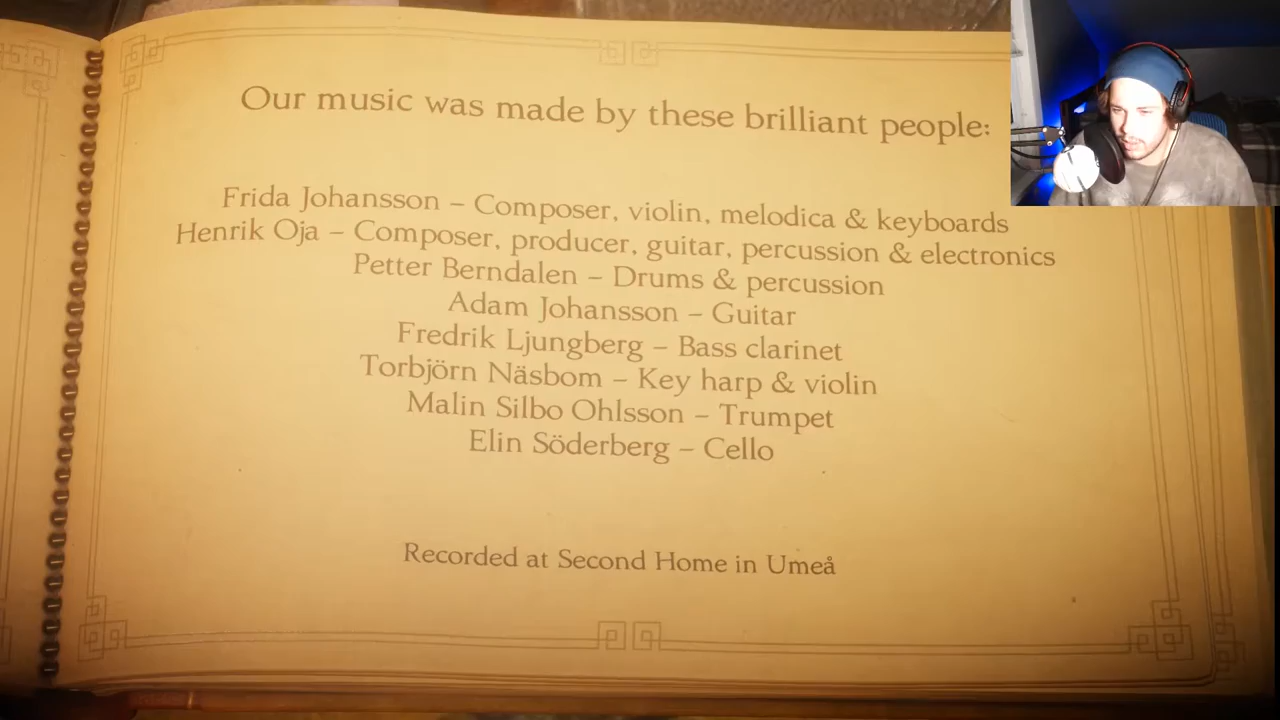 Our music was made by these brilliant people:
Frida Johansson – Composer, violin, melodica & keyboards
Henrik Oja – Composer, producer, guitar, percussion & electronics
Petter Berndalen – Drums & percussion
Adam Johansson – Guitar
Fredrik Ljungberg – Bass clarinet
Torbjörn Näsbom – Key harp & violin
Malin Silbo Ohlsson – Trumpet
Elin Söderberg – Cello
Recorded at Second Home in Umeå